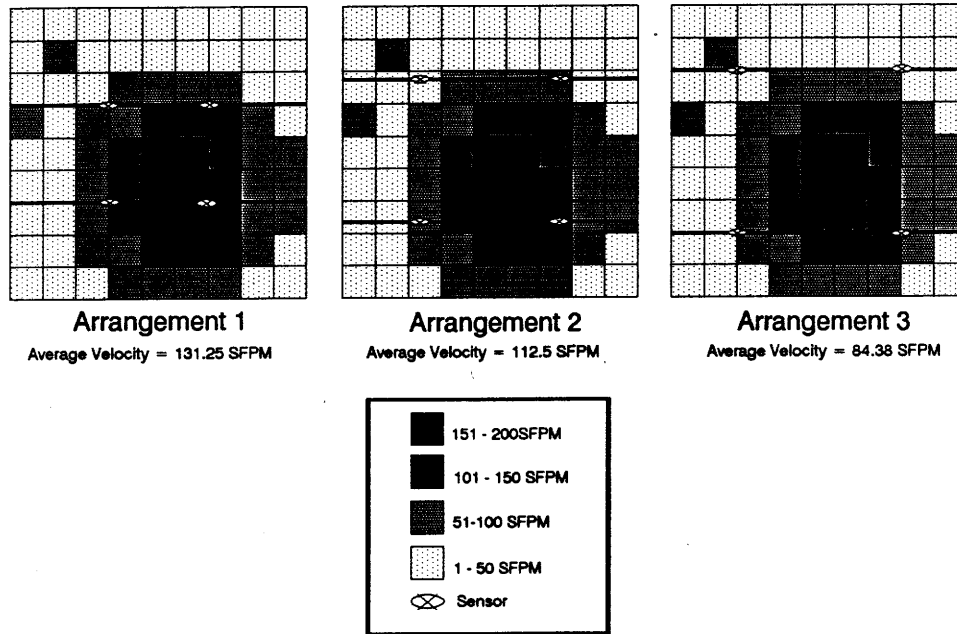 Arrangement 1
Average Velocity = 131.25 SFPM
Arrangement 2
Average Velocity = 112.5 SFPM
Arrangement 3
Average Velocity = 84.38 SFPM
151 - 200SFPM
101 - 150 SFPM
51-100 SFPM
1 - 50 SFPM
Sensor